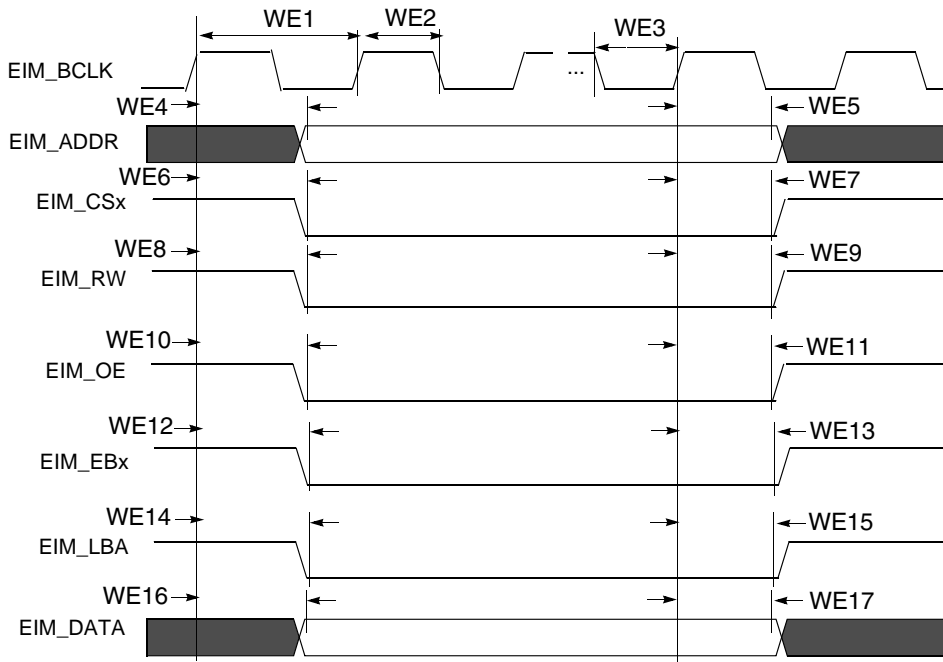 WE1
WE2
WE3
EIM_BCLK
...
WE4
WE5
EIM_ADDR
WE6
WE7
EIM_CSx
WE8
WE9
EIM_RW
WE10
WE11
EIM_OE
WE12
WE13
EIM_EBx
WE14
WE15
EIM_LBA
WE16
WE17
EIM_DATA